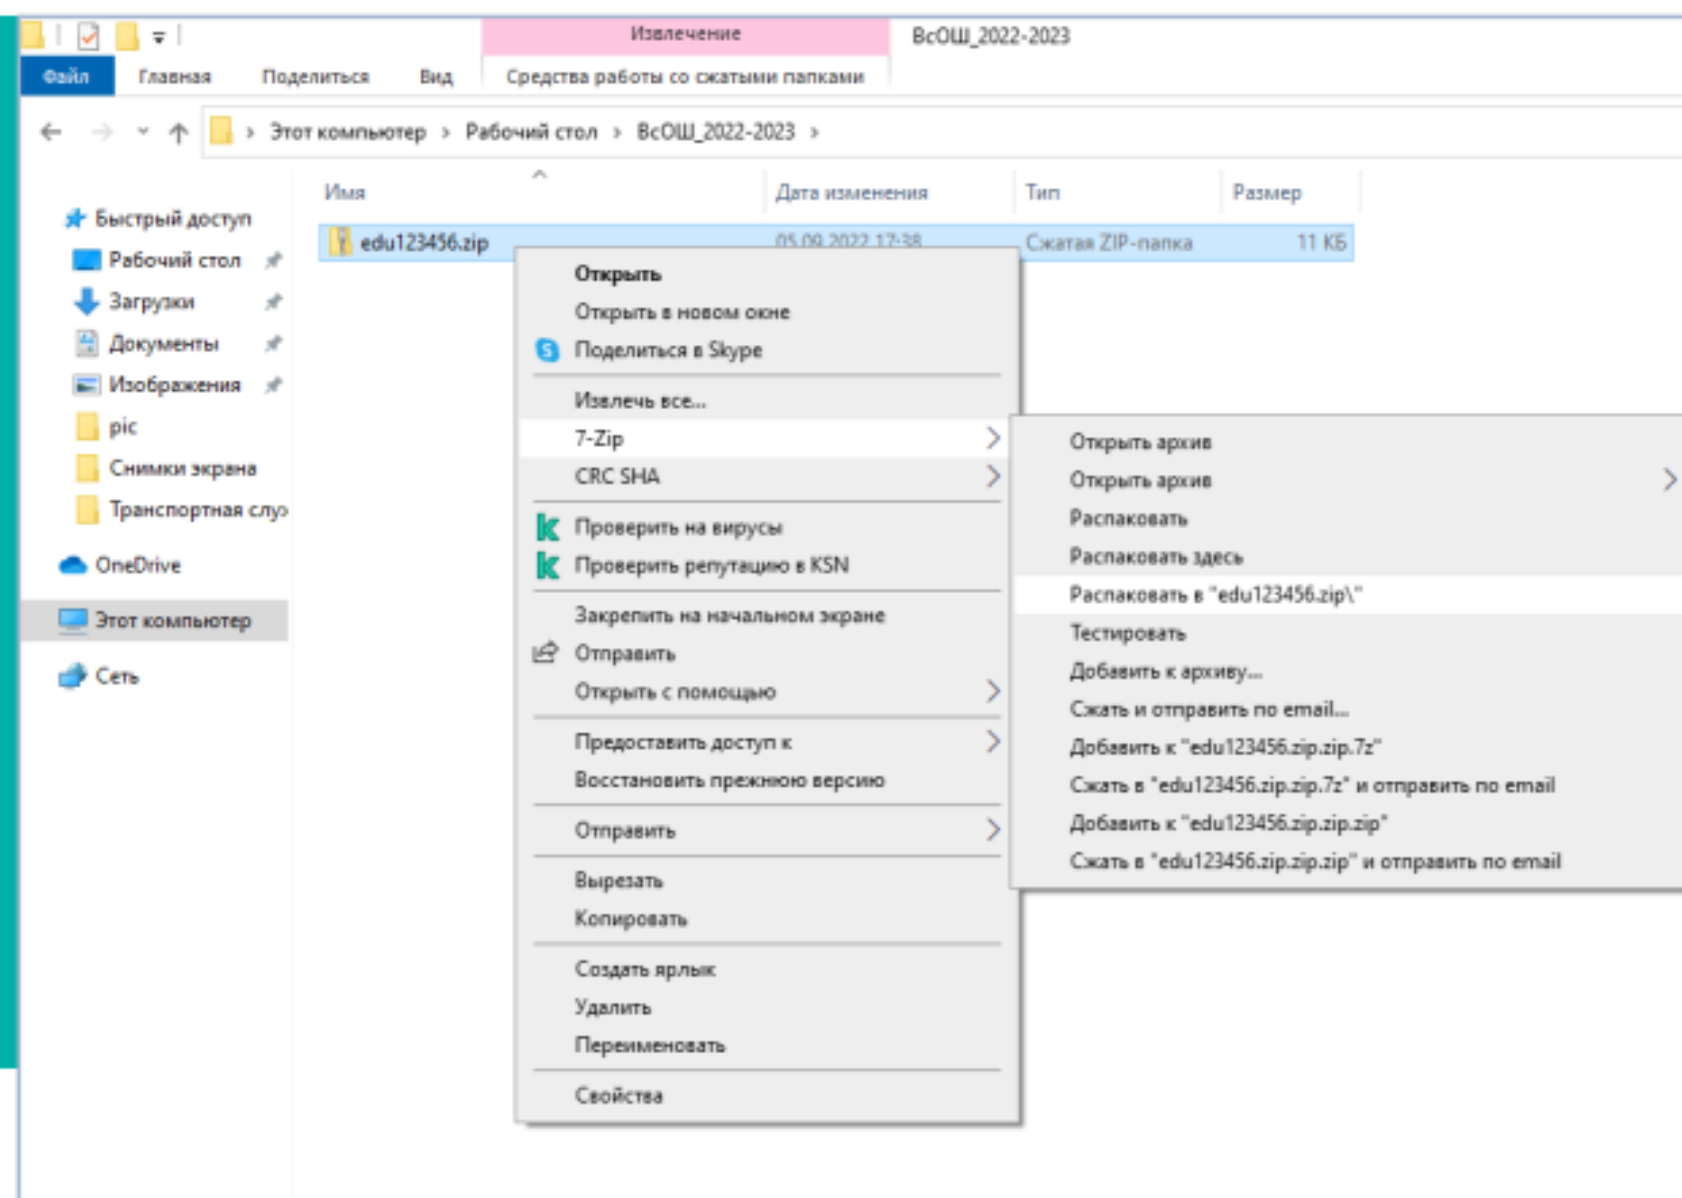 Извлечение
ВсОШ_2022-2023
Файл Главная Поделиться Вид Средства работы со сжатыми папками
Этот компьютер > Рабочий стол > ВсОШ_2022-2023 >
Имя Дата изменения Тип Размер
Быстрый доступ
Рабочий стол
Загрузки
Документы
Изображения
pic
Снимки экрана
Транспортная служ
OneDrive
Этот компьютер
Сеть
edu123456.zip 05.09.2022 17:38 Сжатая ZIP-папка 11 КБ
Открыть
Открыть в новом окне
Поделиться в Skype
Извлечь все...
7-Zip
CRC SHA
Проверить на вирусы
Проверить репутацию в KSN
Закрепить на начальном экране
Отправить
Открыть с помощью
Предоставить доступ к
Восстановить прежнюю версию
Отправить
Вырезать
Копировать
Создать ярлык
Удалить
Переименовать
Свойства
Открыть архив
Открыть архив
Распаковать
Распаковать здесь
Распаковать в "edu123456.zip\"
Тестировать
Добавить к архиву...
Сжать и отправить по email...
Добавить к "edu123456.zip.zip.7z"
Сжать в "edu123456.zip.zip.7z" и отправить по email
Добавить к "edu123456.zip.zip.zip"
Сжать в "edu123456.zip.zip.zip" и отправить по email